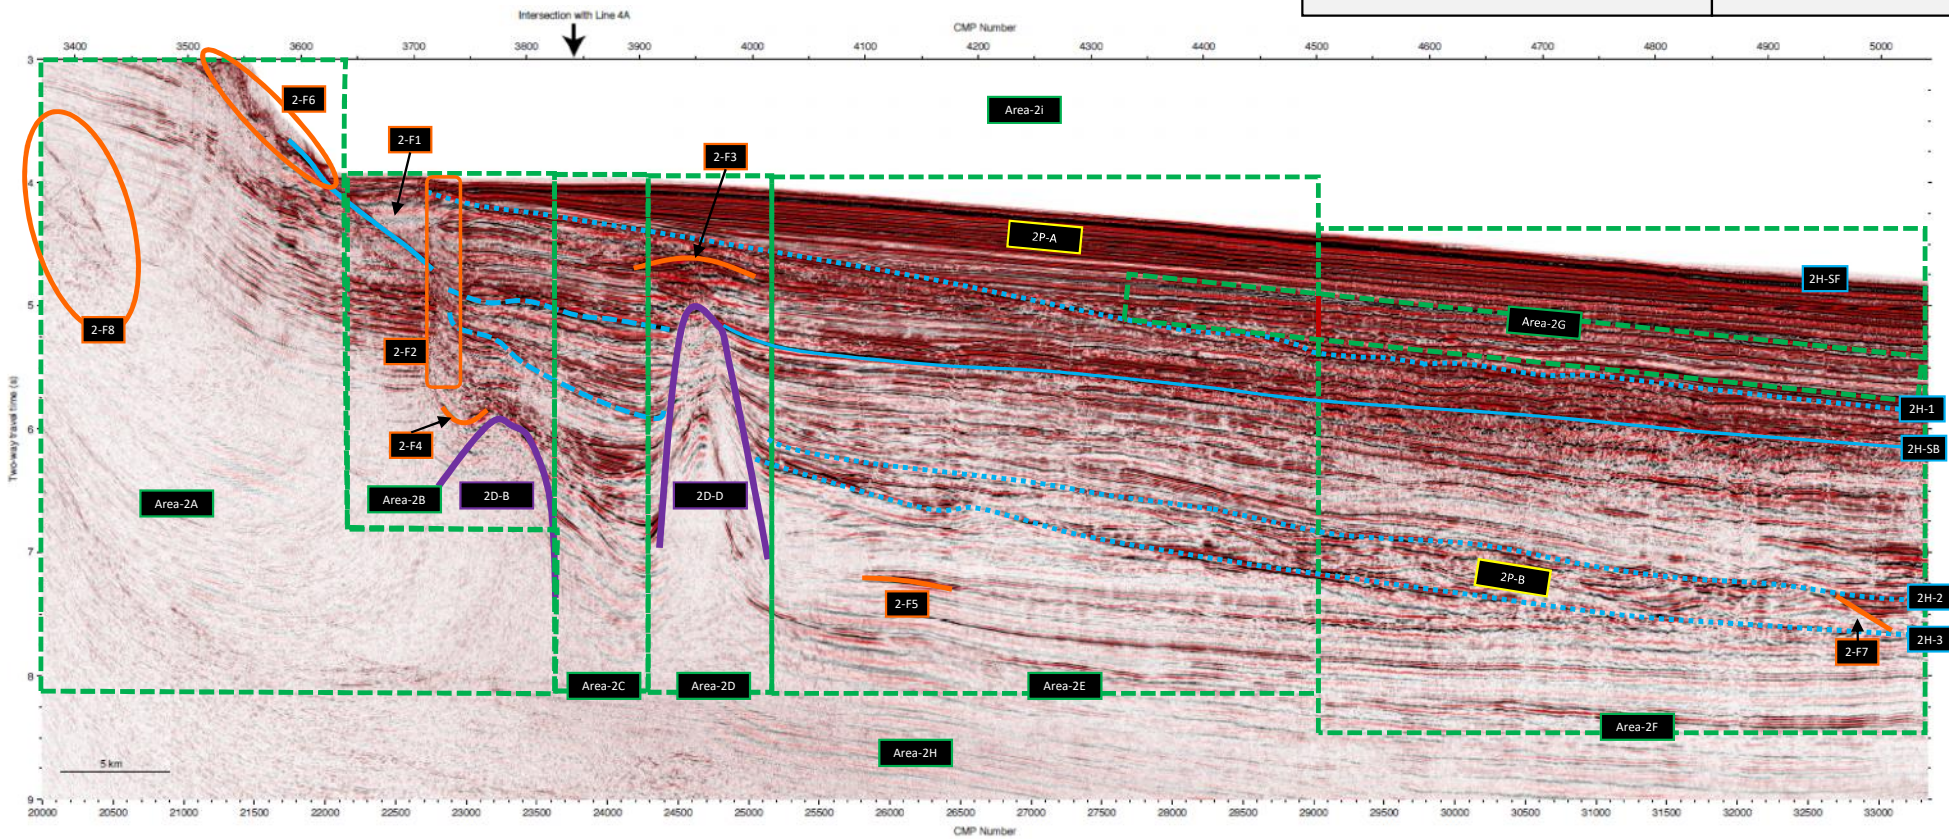 Intersection with Line 4A
CMP Number
3400 3500 3600 3700 3800 3900 4000 4100 4200 4300 4400 4500 4600 4700 4800 4900 5000
3
2-F6
Area-2i
2-F1
2-F3
4
2P-A
2H-SF
5
Area-2G
2-F8
2-F2
Two-way travel time (s)
2H-1
6
2-F4
2H-SB
Area-2A
Area-2B
2D-B
2D-D
7
2P-B
2-F5
2H-2
2H-3
2-F7
8
Area-2C
Area-2D
Area-2E
Area-2F
Area-2H
5 km
9
20000 20500 21000 21500 22000 22500 23000 23500 24000 24500 25000 25500 26000 26500 27000 27500 28000 28500 29000 29500 30000 30500 31000 31500 32000 32500 33000
CMP Number